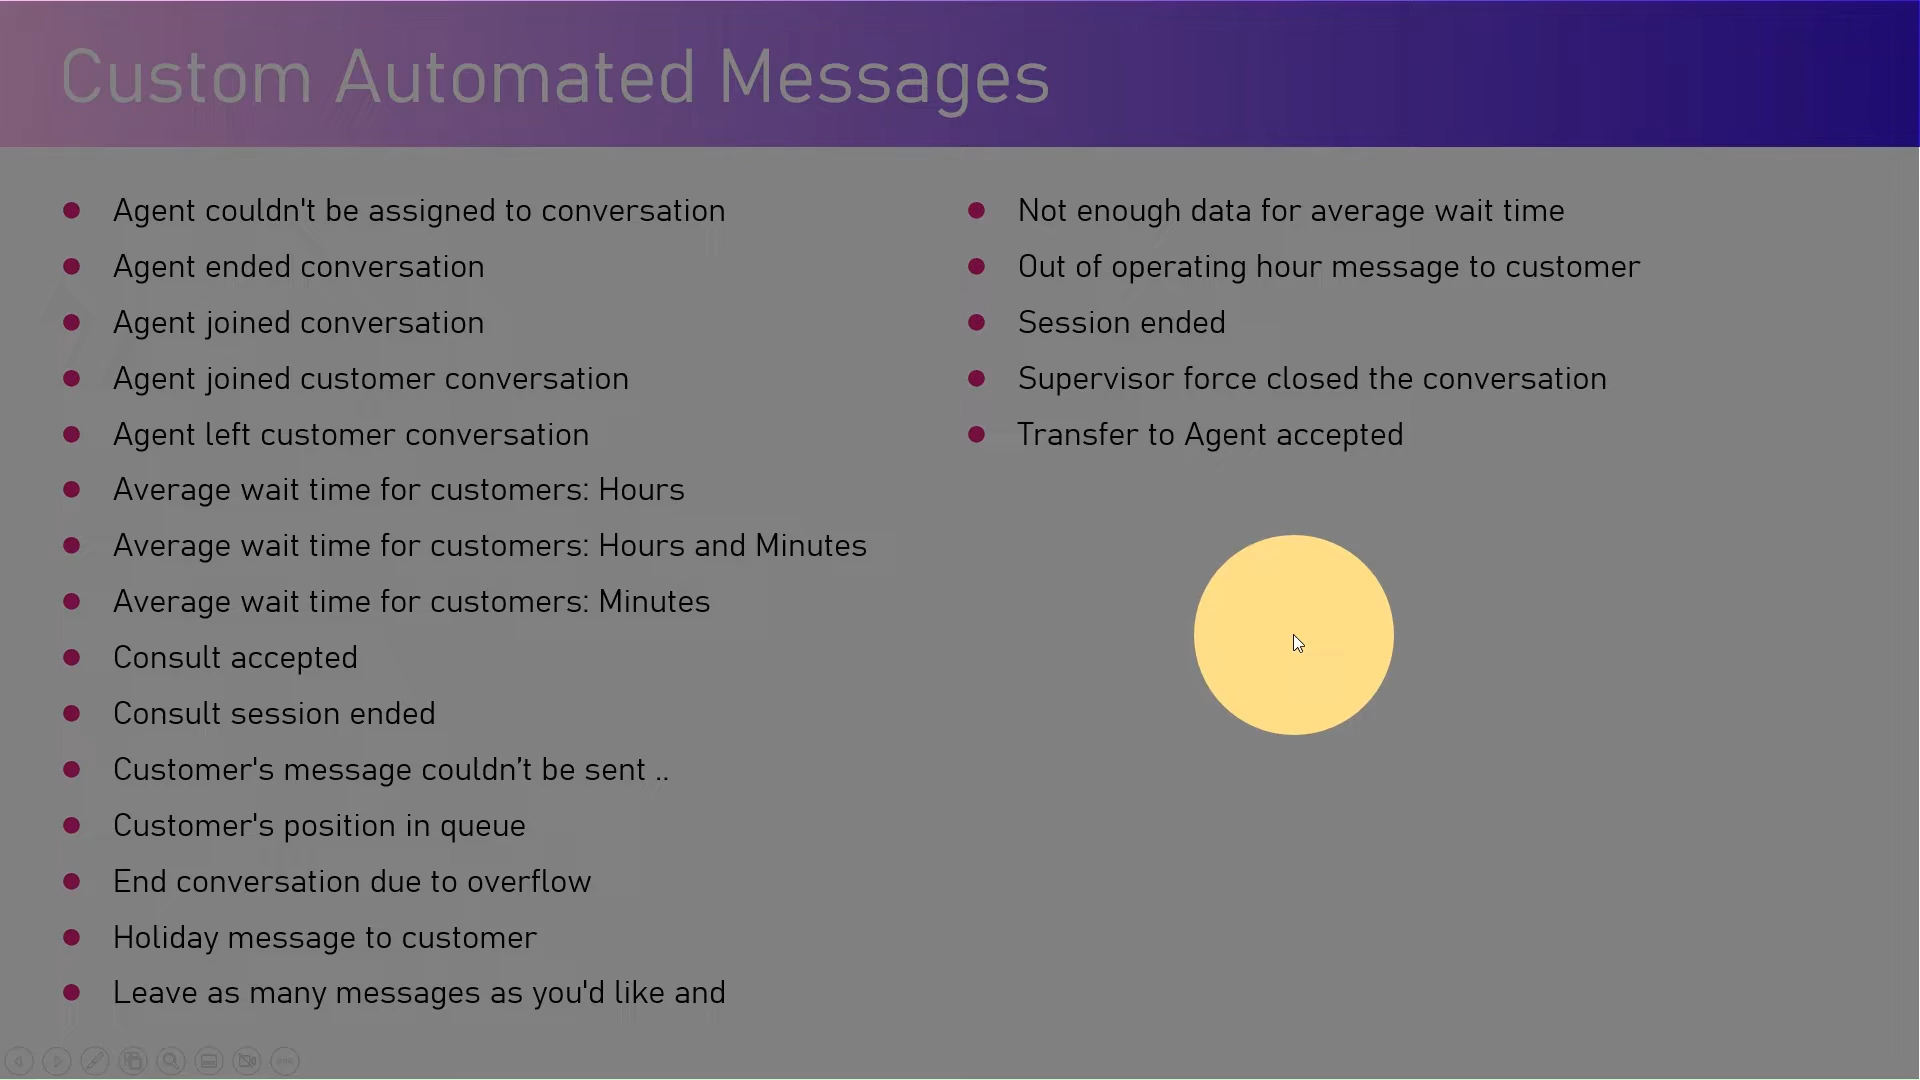 Custom Automated Messages
Agent couldn't be assigned to conversation
Agent ended conversation
Agent joined conversation
Agent joined customer conversation
Agent left customer conversation
Average wait time for customers: Hours
Average wait time for customers: Hours and Minutes
Average wait time for customers: Minutes
Consult accepted
Consult session ended
Customer's message couldn’t be sent ..
Customer's position in queue
End conversation due to overflow
Holiday message to customer
Leave as many messages as you'd like and
Not enough data for average wait time
Out of operating hour message to customer
Session ended
Supervisor force closed the conversation
Transfer to Agent accepted